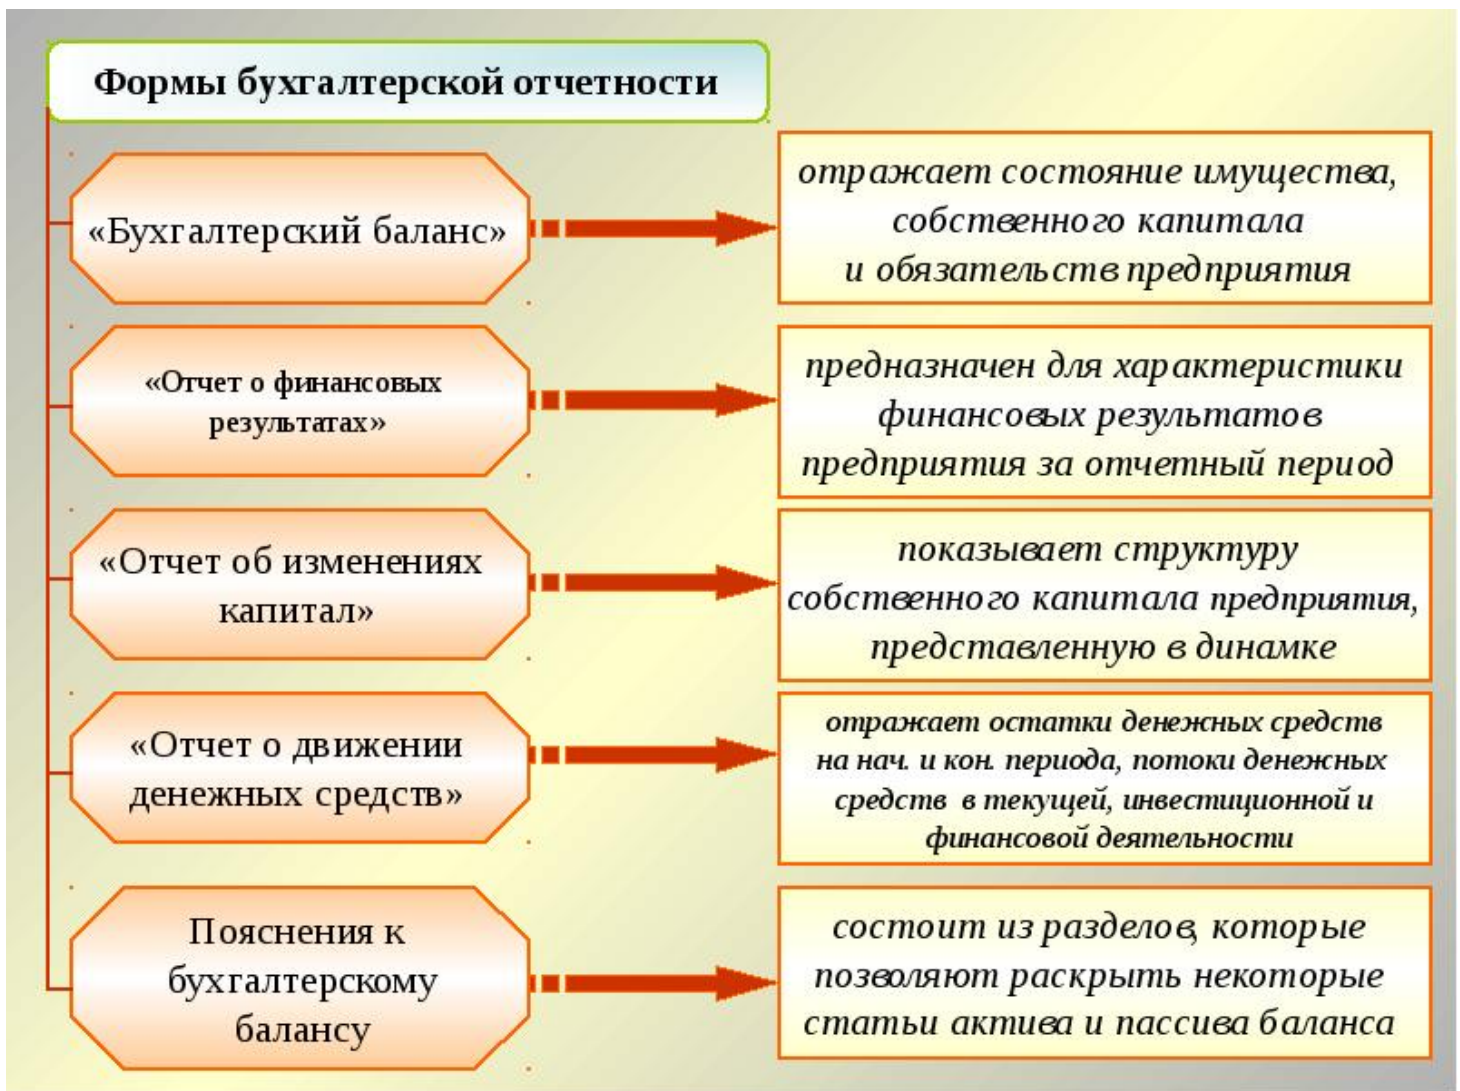 Формы бухгалтерской отчетности
«Бухгалтерский баланс»
отражает состояние имущества,
собственного капитала
и обязательств предприятия
«Отчет о финансовых
результатах»
предназначен для характеристики
финансовых результатов
предприятия за отчетный период
«Отчет об изменениях
капитал»
показывает структуру
собственного капитала предприятия,
представленную в динамке
«Отчет о движении
денежных средств»
отражает остатки денежных средств
на нач. и кон. периода, потоки денежных
средств в текущей, инвестиционной и
финансовой деятельности
Пояснения к
бухгалтерскому
балансу
состоит из разделов, которые
позволяют раскрыть некоторые
статьи актива и пассива баланса